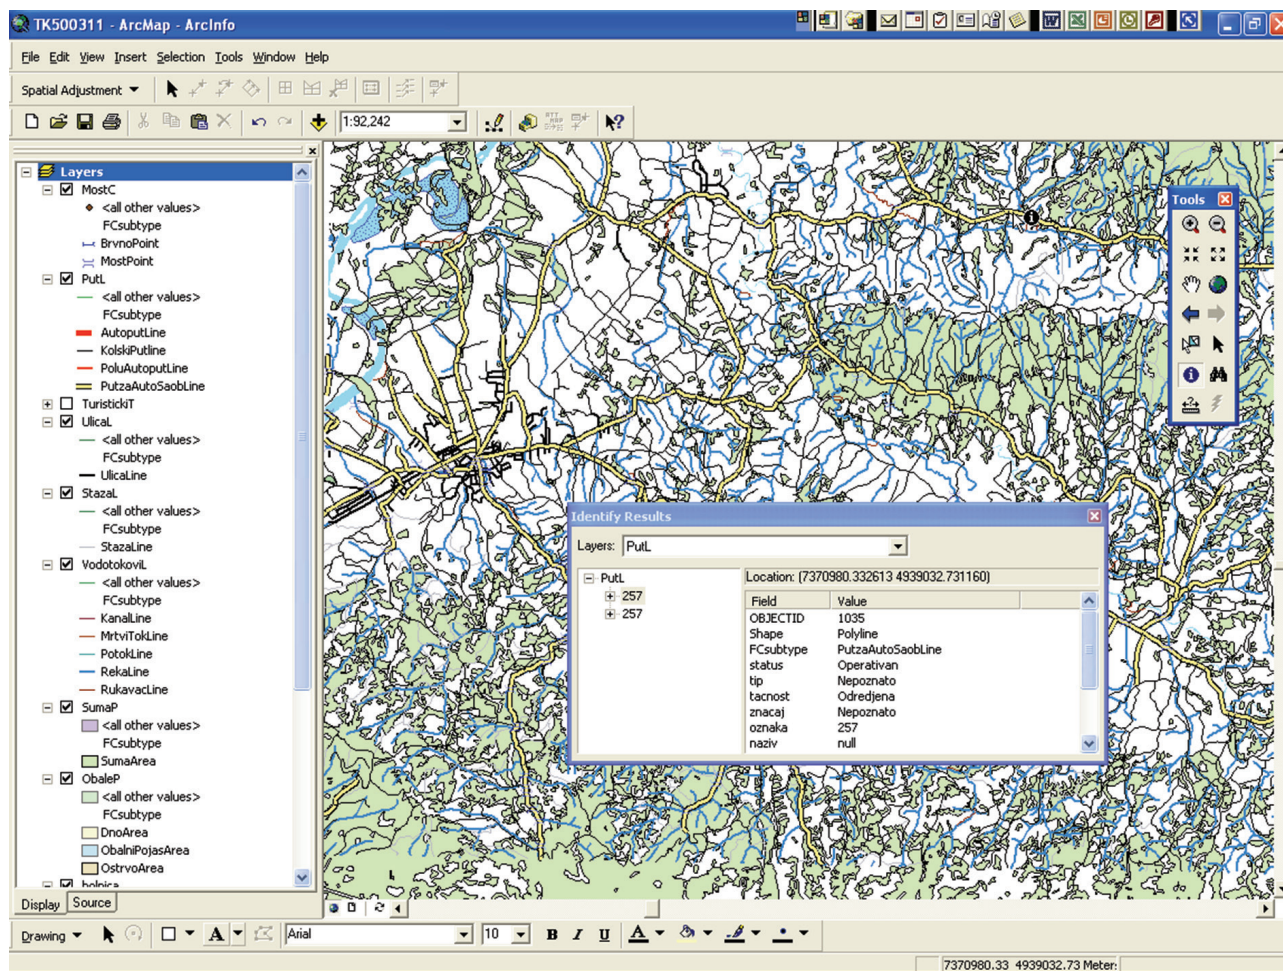 TK500311 - ArcMap - ArcInfo
File Edit View Insert Selection Tools Window Help
Spatial Adjustment
1:92,242
Layers
MostC
<all other values>
FCsubtype
BrvnoPoint
MostPoint
PutL
<all other values>
FCsubtype
AutoputLine
KolskiPutline
PoluAutoputLine
PutzaAutoSaobLine
TuristickiT
UlicaL
<all other values>
FCsubtype
UlicaLine
StazaL
<all other values>
FCsubtype
StazaLine
VodotokoviL
<all other values>
FCsubtype
KanalLine
MrtviTokLine
PotokLine
RekaLine
RukavacLine
SumaP
<all other values>
FCsubtype
SumaArea
ObaleP
<all other values>
FCsubtype
DnoArea
ObalniPojasArea
OstrvoArea
Display Source
Tools
Identify Results
Layers: PutL
PutL
257
257
Location: (7370980.332613 4939032.731160)
Field Value
OBJECTID 1035
Shape Polyline
FCsubtype PutzaAutoSaobLine
status Operativan
tip Nepoznato
tacnost Odredjena
znacaj Nepoznato
oznaka 257
naziv null
Drawing A Arial 10 B I U A
7370980.33 4939032.73 Meter